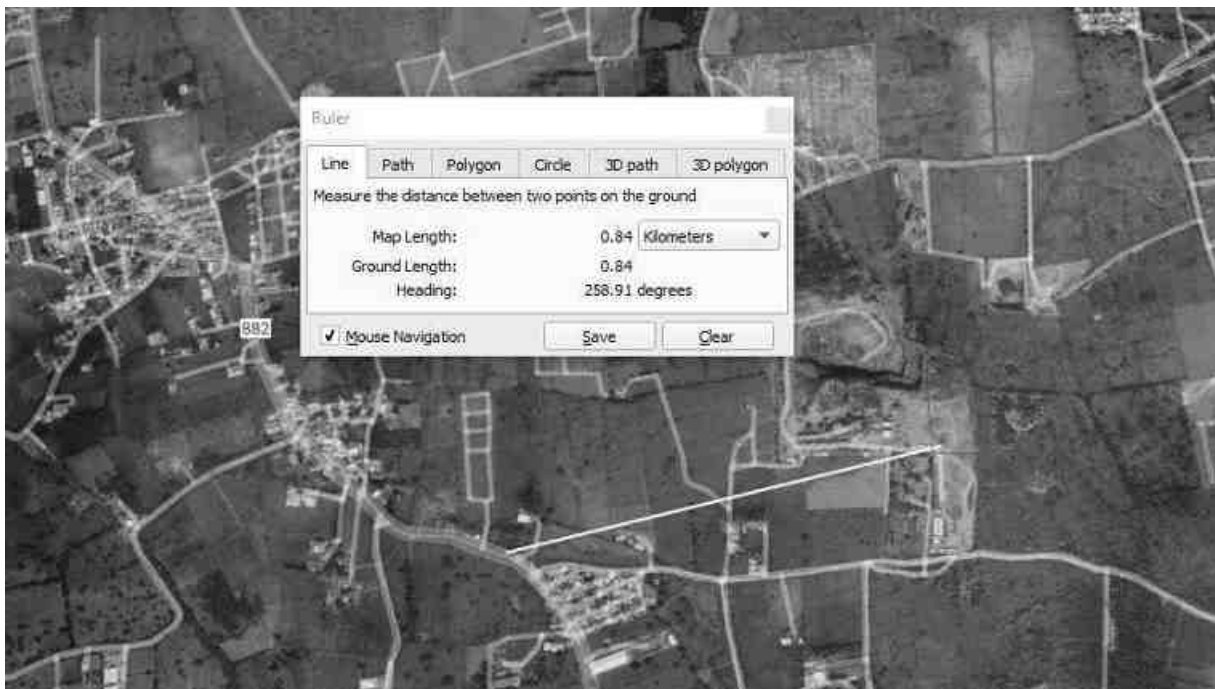 Ruler
Line Path Polygon Circle 3D path 3D polygon
Measure the distance between two points on the ground
Map Length: 0.84 Kilometers
Ground Length: 0.84
Heading: 258.91 degrees
Mouse Navigation Save Clear
882